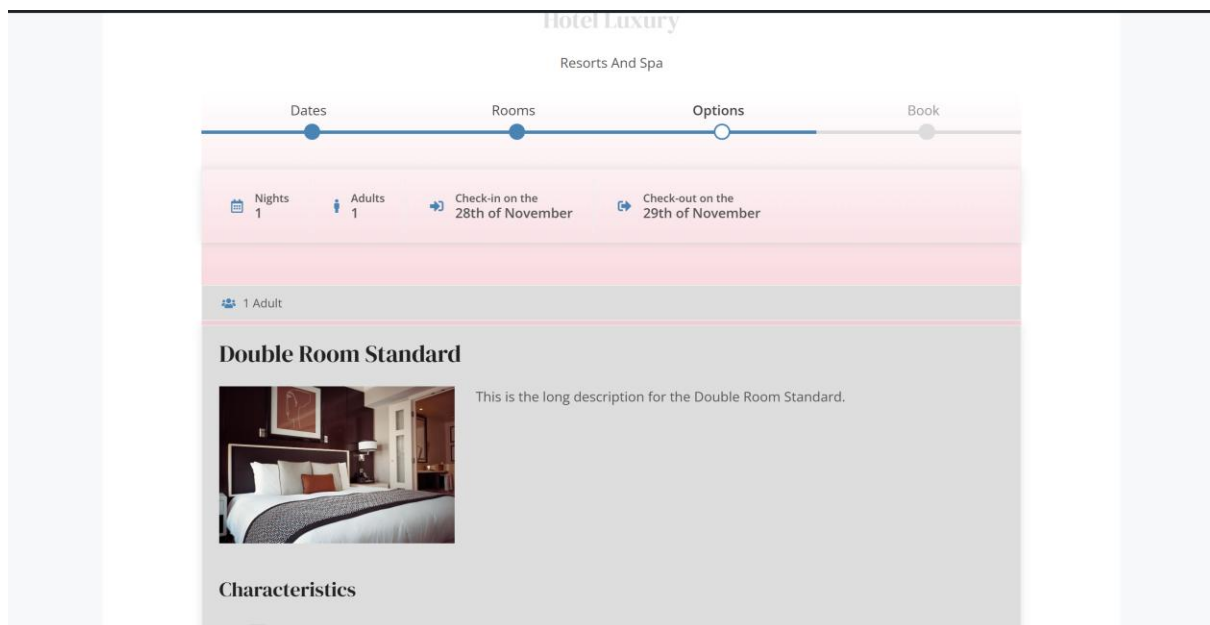 Hotel Luxury
Resorts And Spa
Dates Rooms Options Book
Nights Adults Check-in on the Check-out on the
1 1 28th of November 29th of November
1 Adult
Double Room Standard
This is the long description for the Double Room Standard.
Characteristics